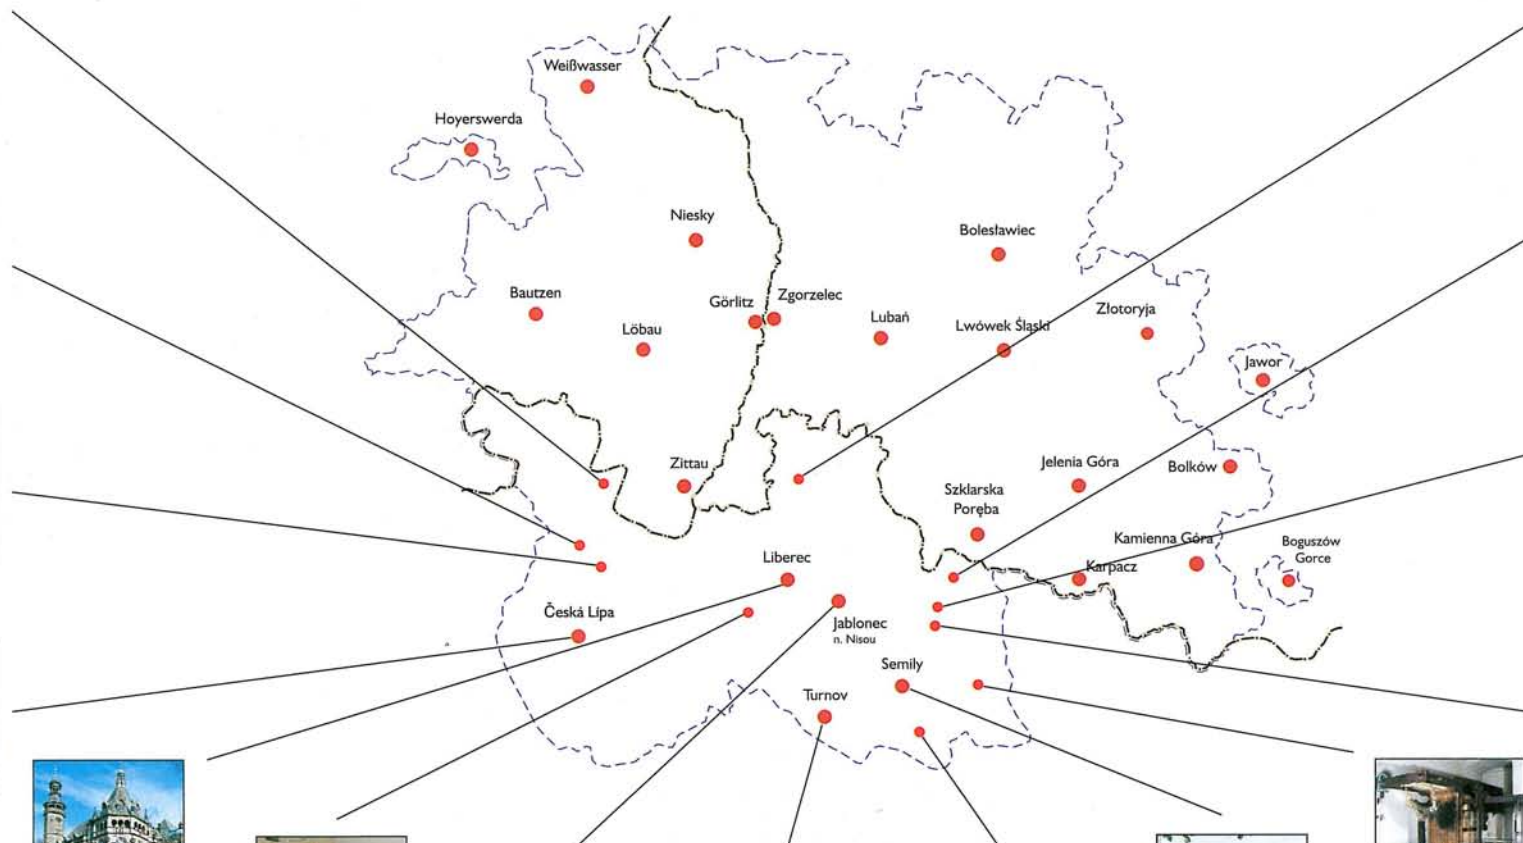 Weißwasser
Hoyerswerda
Niesky
Bolesławiec
Bautzen
Görlitz
Zgorzelec
Löbau
Lubań
Lwówek Śląski
Złotoryja
Jawor
Zittau
Jelenia Góra
Bolków
Szklarska
Poręba
Kamienna Góra
Boguszów
Gorce
Liberec
Karpacz
Česká Lípa
Jablonec
n. Nisou
Semily
Turnov